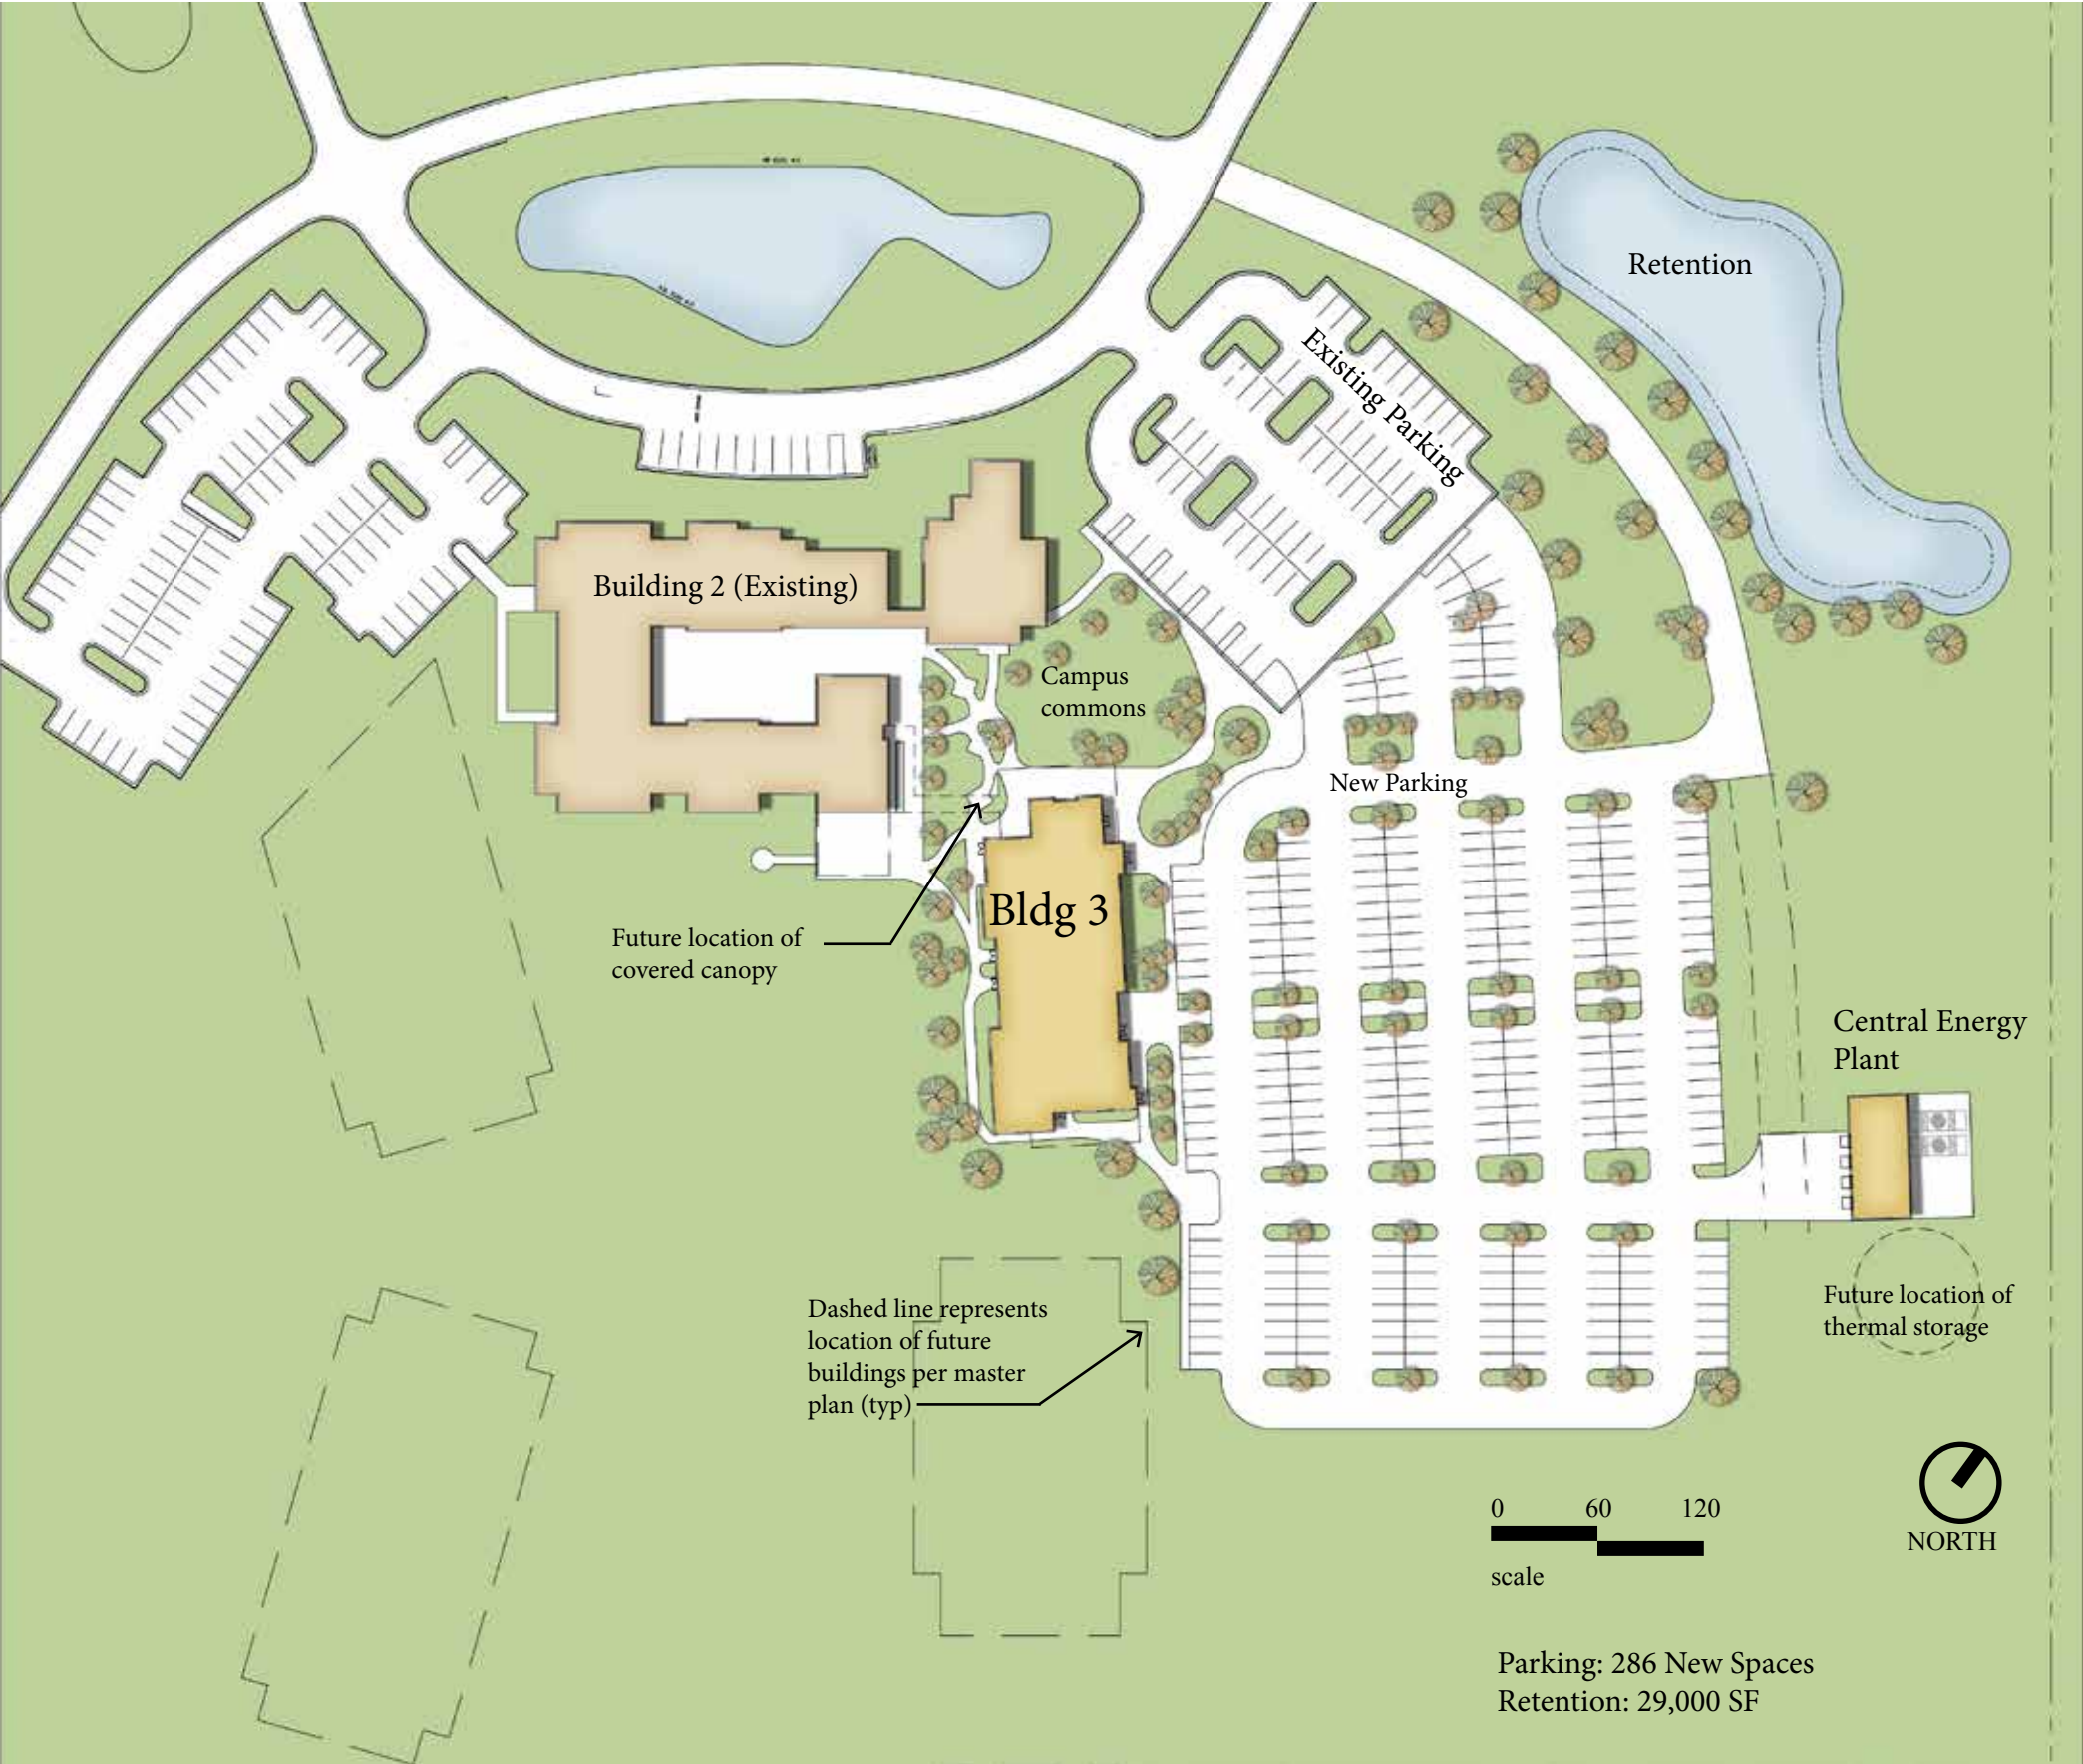 Retention
Existing Parking
Building 2 (Existing)
Campus
commons
New Parking
Bldg 3
Future location of
covered canopy
Central Energy
Plant
Future location of
thermal storage
Dashed line represents
location of future
buildings per master
plan (typ)
0 60 120
scale
NORTH
Parking: 286 New Spaces
Retention: 29,000 SF